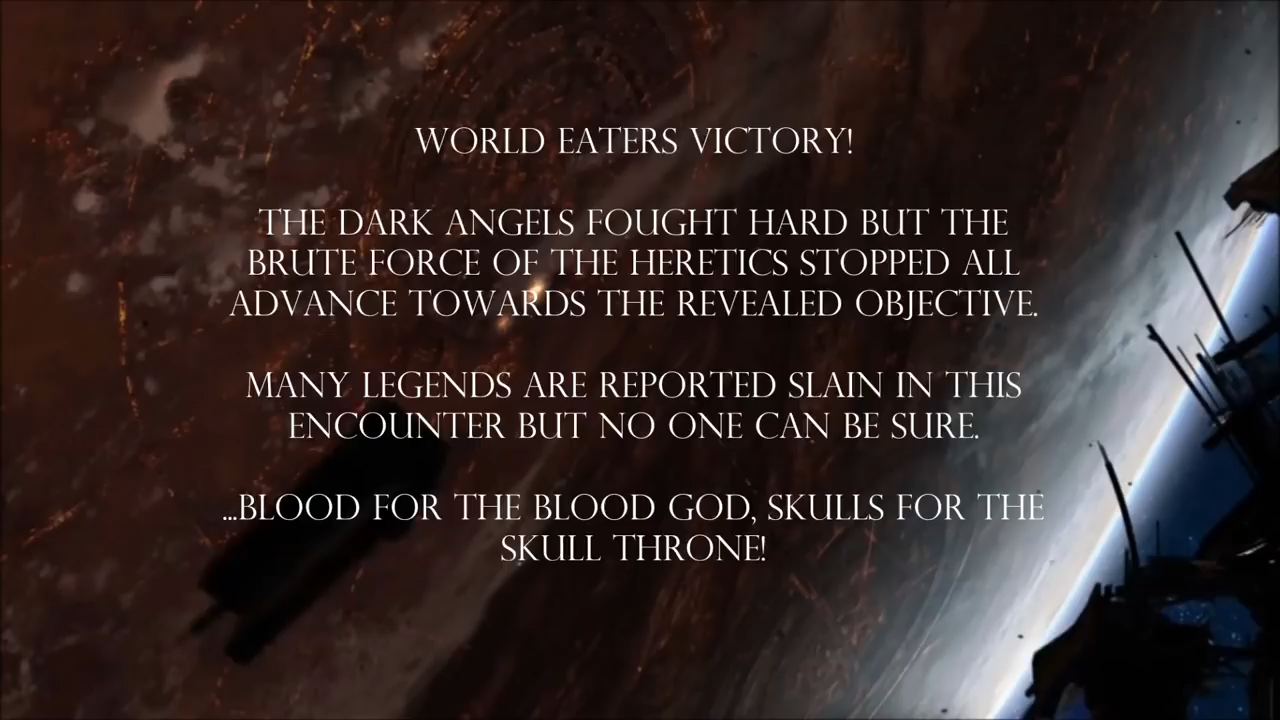 WORLD EATERS VICTORY!
THE DARK ANGELS FOUGHT HARD BUT THE
BRUTE FORCE OF THE HERETICS STOPPED ALL
ADVANCE TOWARDS THE REVEALED OBJECTIVE.
MANY LEGENDS ARE REPORTED SLAIN IN THIS
ENCOUNTER BUT NO ONE CAN BE SURE.
...BLOOD FOR THE BLOOD GOD, SKULLS FOR THE
SKULL THRONE!